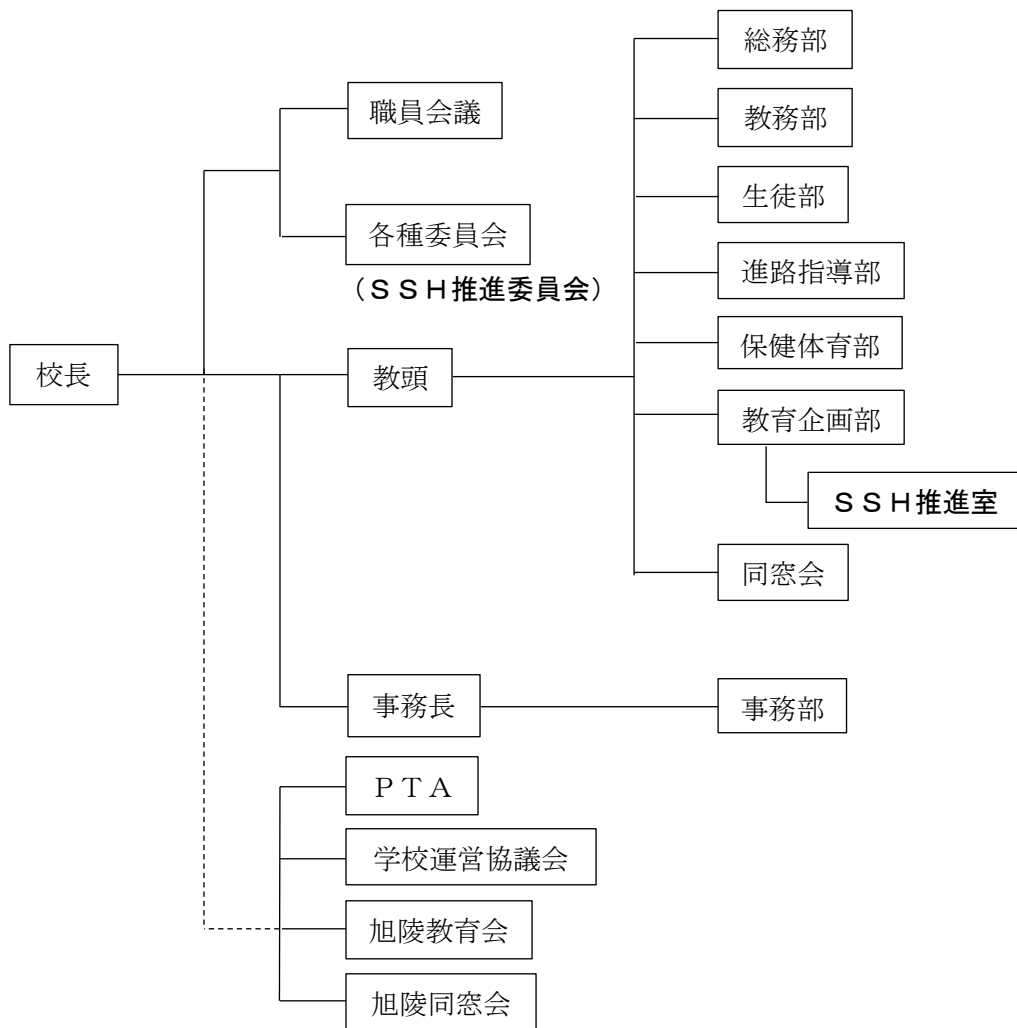 総務部
職員会議
教務部
生徒部
各種委員会
(ＳＳＨ推進委員会)
進路指導部
保健体育部
校長
教頭
教育企画部
ＳＳＨ推進室
同窓会
事務長
事務部
ＰＴＡ
学校運営協議会
旭陵教育会
旭陵同窓会